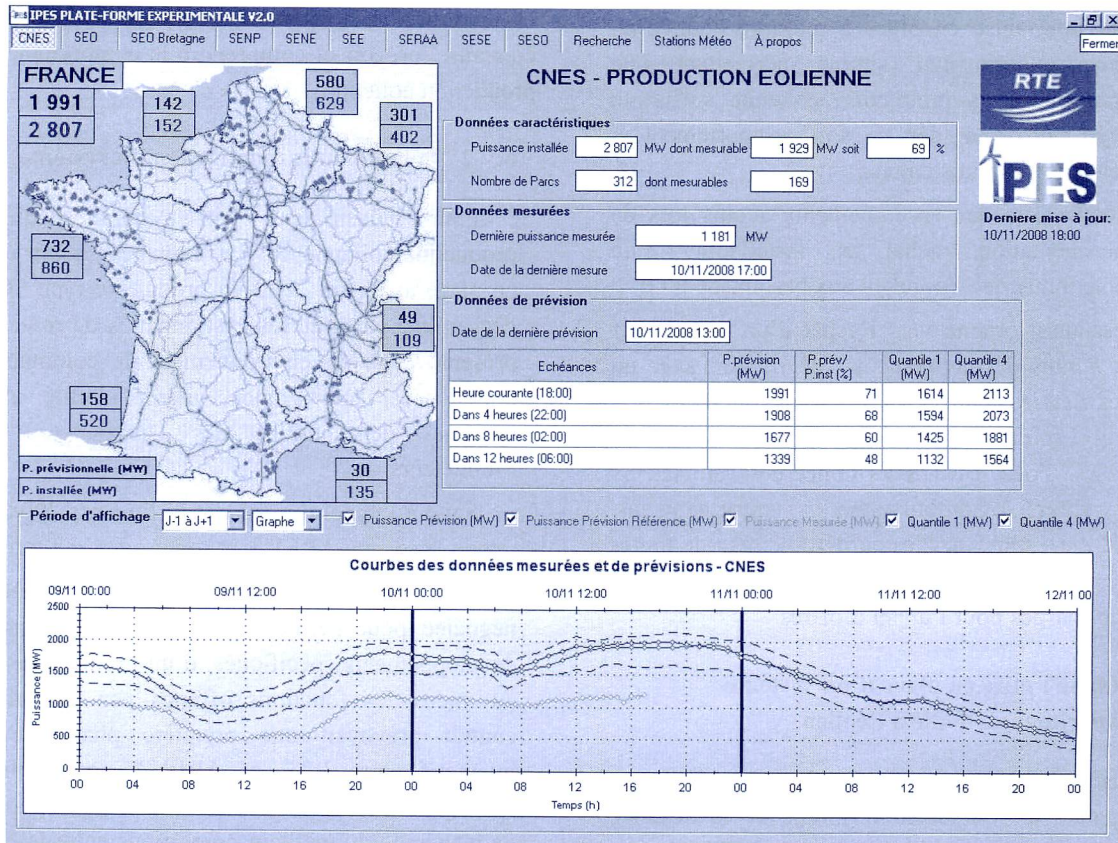 IPES PLATE-FORME EXPERIMENTALE V2.0
CNES SEO SEO Bretagne SENP SENE SEE SERAA SESE SESO Recherche Stations Météo À propos
Fermer
FRANCE
1 991
2 807
142
152
580
629
301
402
732
860
49
109
158
520
30
135
P. prévisionnelle (MW)
P. installée (MW)
CNES - PRODUCTION EOLIENNE
Données caractéristiques
Puissance installée 2 807 MW dont mesurable 1 929 MW soit 69 %
Nombre de Parcs 312 dont mesurables 169
Données mesurées
Dernière puissance mesurée 1 181 MW
Date de la dernière mesure 10/11/2008 17:00
Données de prévision
Date de la dernière prévision 10/11/2008 13:00
Echéances P.prévision (MW) P.prév/ P.inst (%) Quantile 1 (MW) Quantile 4 (MW)
Heure courante (18:00) 1991 71 1614 2113
Dans 4 heures (22:00) 1908 68 1594 2073
Dans 8 heures (02:00) 1677 60 1425 1881
Dans 12 heures (06:00) 1339 48 1132 1564
RTE
IPES
Derniere mise à jour:
10/11/2008 18:00
Période d'affichage J-1 à J+1 Graphe Puissance Prévision (MW) Puissance Prévision Référence (MW) Puissance Mesurée (MW) Quantile 1 (MW) Quantile 4 (MW)
Courbes des données mesurées et de prévisions - CNES
09/11 00:00 09/11 12:00 10/11 00:00 10/11 12:00 11/11 00:00 11/11 12:00 12/11 00
Puissance (MW)
2500
2000
1500
1000
500
0
00 04 08 12 16 20 00 04 08 12 16 20 00 04 08 12 16 20 00
Temps (h)